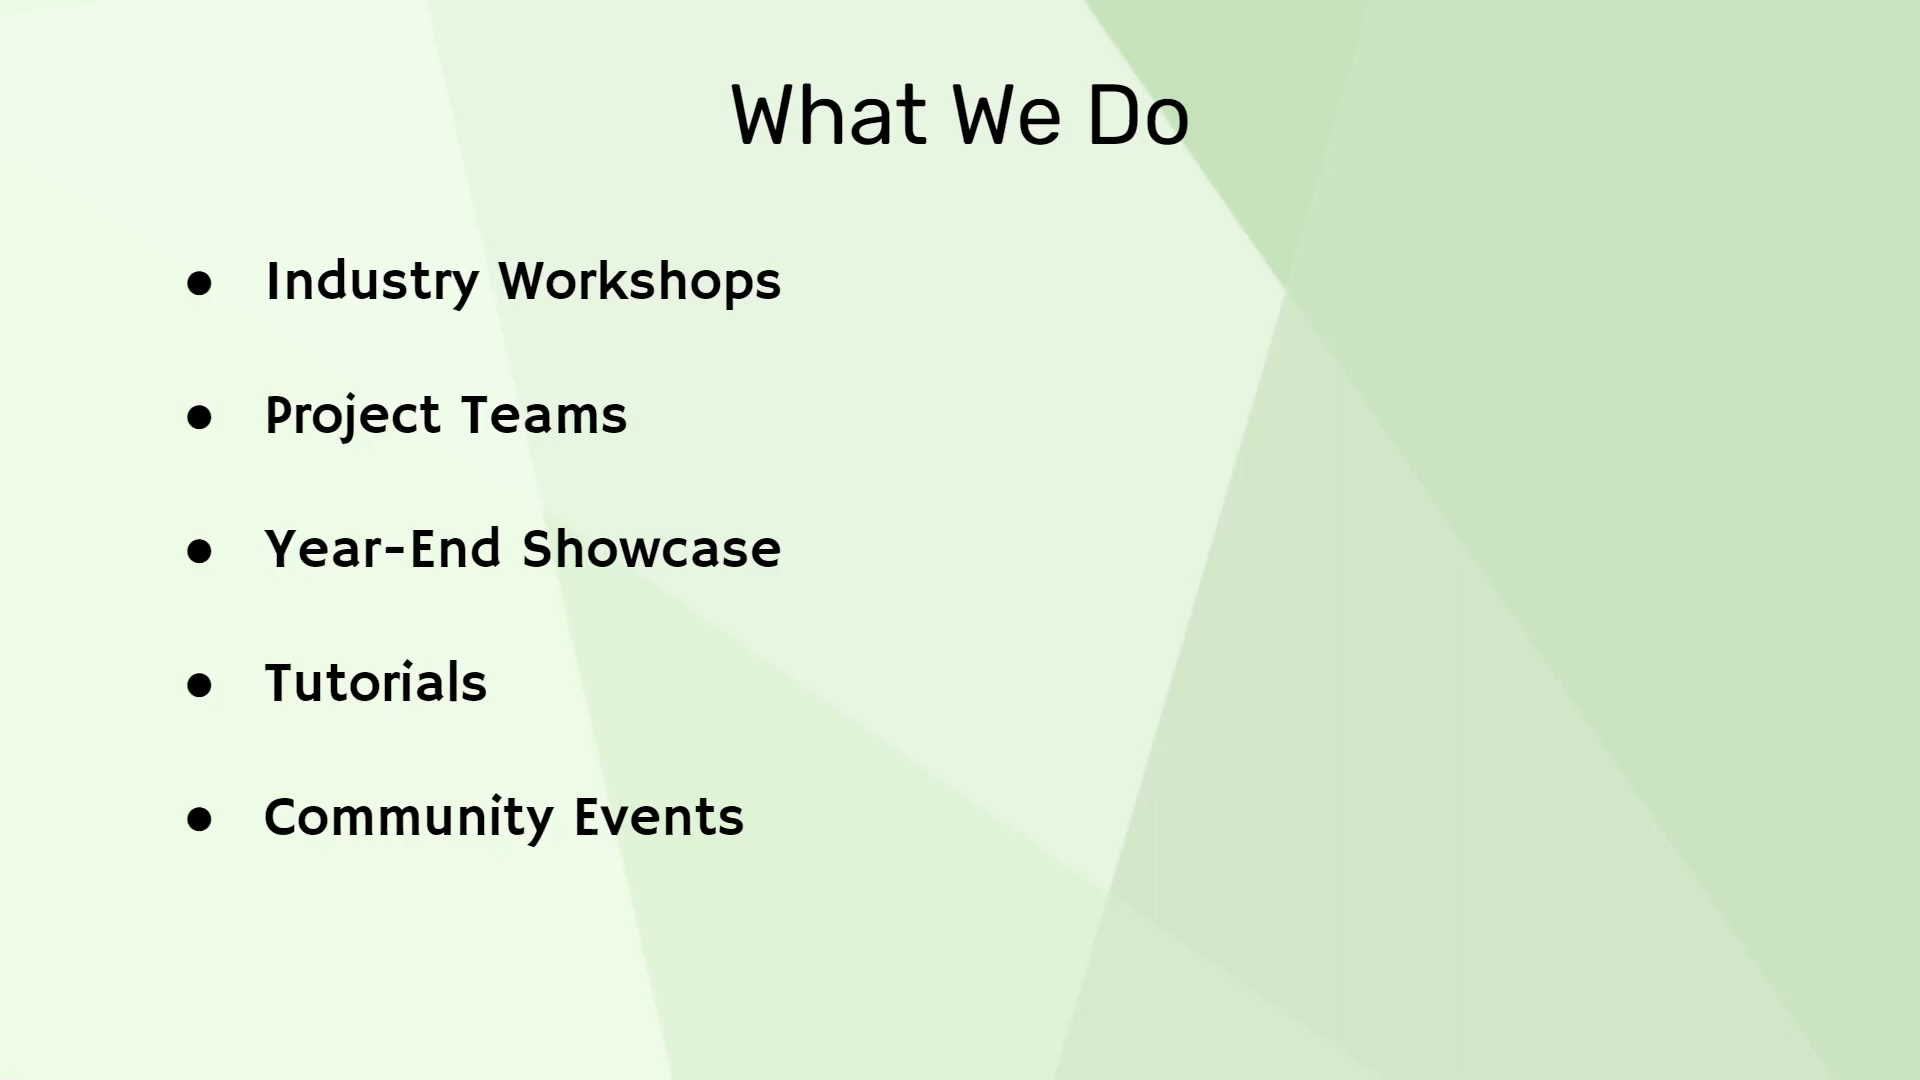 What We Do
● Industry Workshops
● Project Teams
● Year-End Showcase
● Tutorials
● Community Events